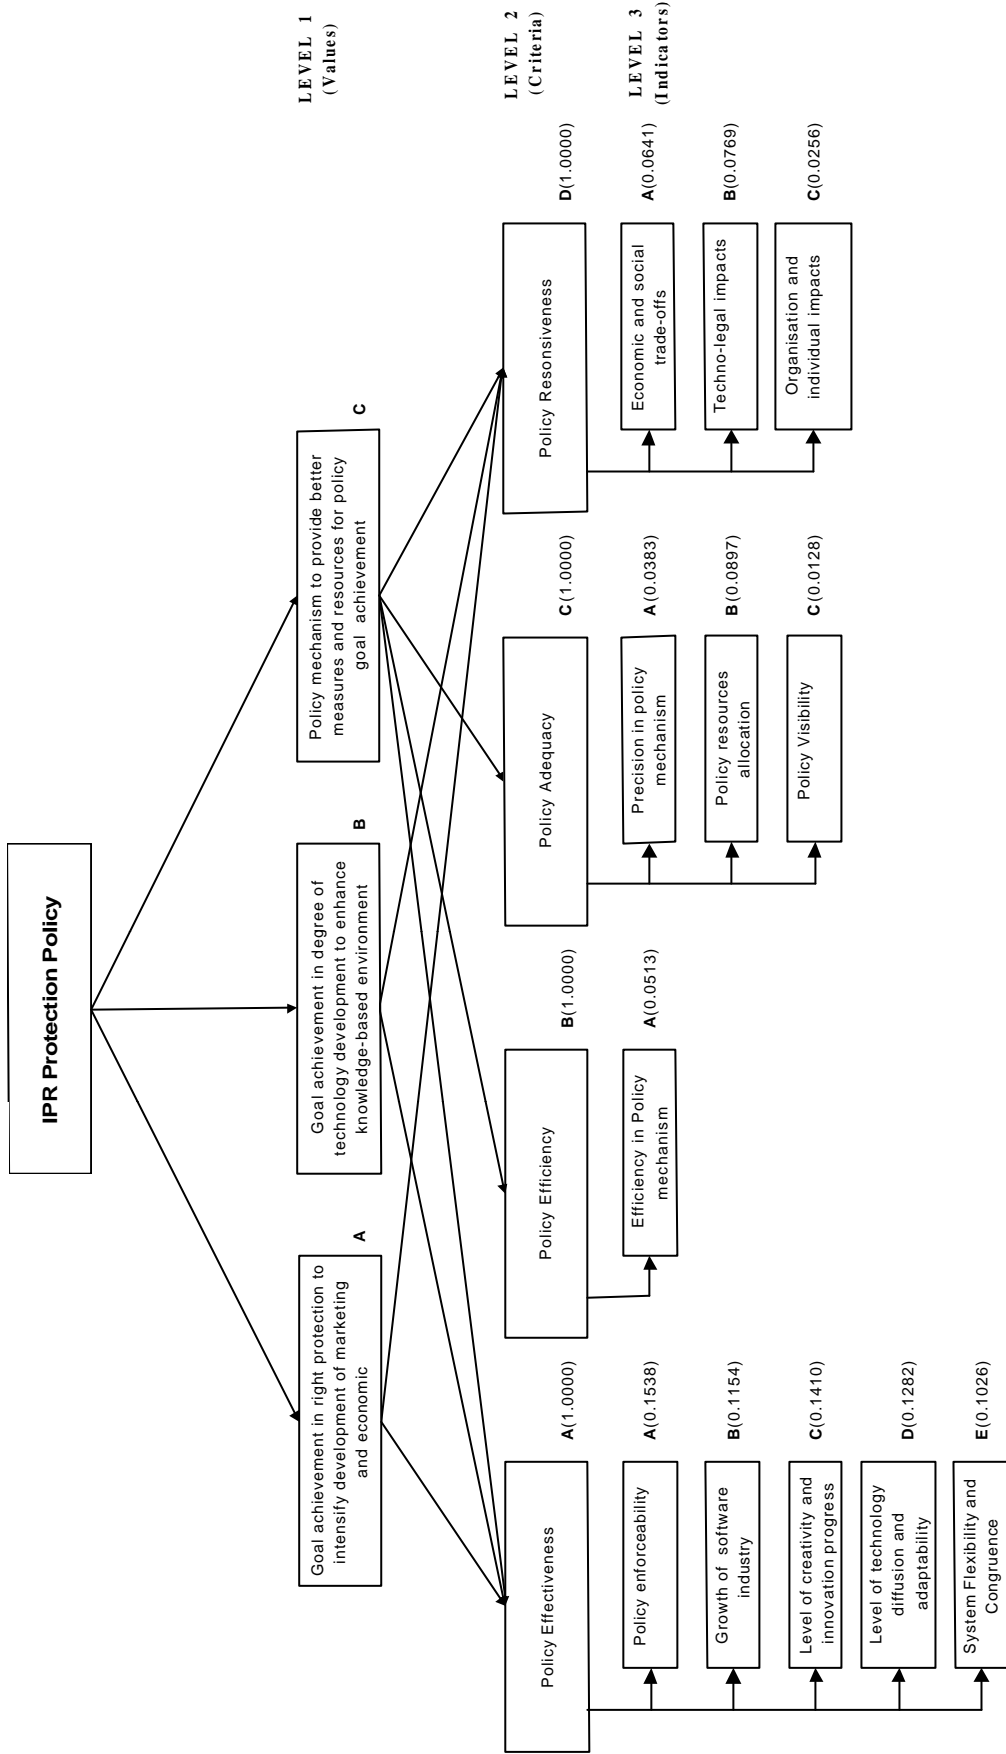 IPR Protection Policy
LEVEL 1
(Values)
Goal achievement in right protection to
intensify development of marketing
and economic
A
Goal achievement in degree of
technology development to enhance
knowledge-based environment
B
Policy mechanism to provide better
measures and resources for policy
goal achievement
C
LEVEL 2
(Criteria)
Policy Effectiveness
A(1.0000)
Policy Efficiency
B(1.0000)
Policy Adequacy
C(1.0000)
Policy Resonsiveness
D(1.0000)
LEVEL 3
(Indicators)
Policy enforceability
A(0.1538)
Growth of software
industry
B(0.1154)
Level of creativity and
innovation progress
C(0.1410)
Level of technology
diffusion and
adaptability
D(0.1282)
System Flexibility and
Congruence
E(0.1026)
Efficiency in Policy
mechanism
A(0.0513)
Precision in policy
mechanism
A(0.0383)
Policy resources
allocation
B(0.0897)
Policy Visibility
C(0.0128)
Economic and social
trade-offs
A(0.0641)
Techno-legal impacts
B(0.0769)
Organisation and
individual impacts
C(0.0256)